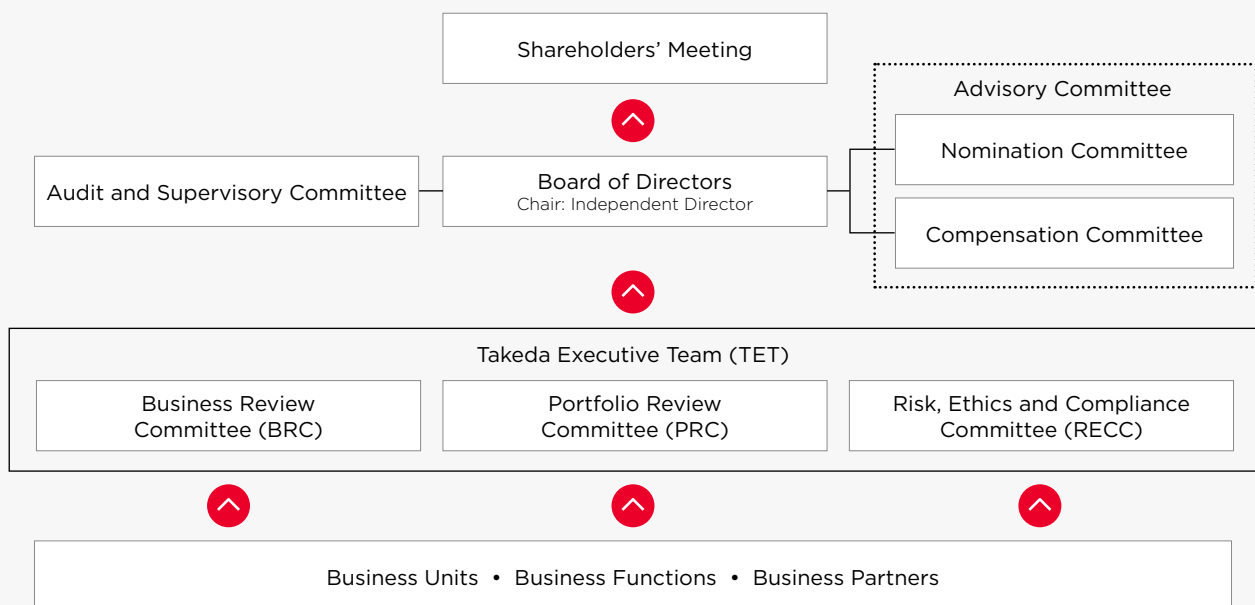 Shareholders’ Meeting
Advisory Committee
Nomination Committee
Audit and Supervisory Committee
Board of Directors
Chair: Independent Director
Compensation Committee
Takeda Executive Team (TET)
Business Review
Committee (BRC)
Portfolio Review
Committee (PRC)
Risk, Ethics and Compliance
Committee (RECC)
Business Units • Business Functions • Business Partners